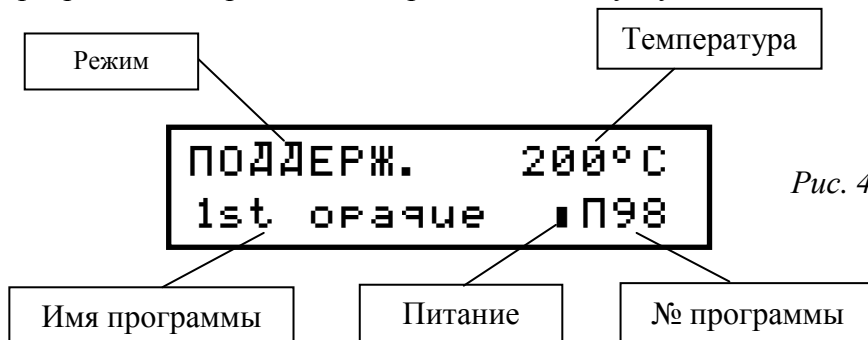 Режим
Температура
ПОДДЕРЖ. 200°C
1st opaque ▮П98
Рис. 4
Имя программы
Питание
№ программы